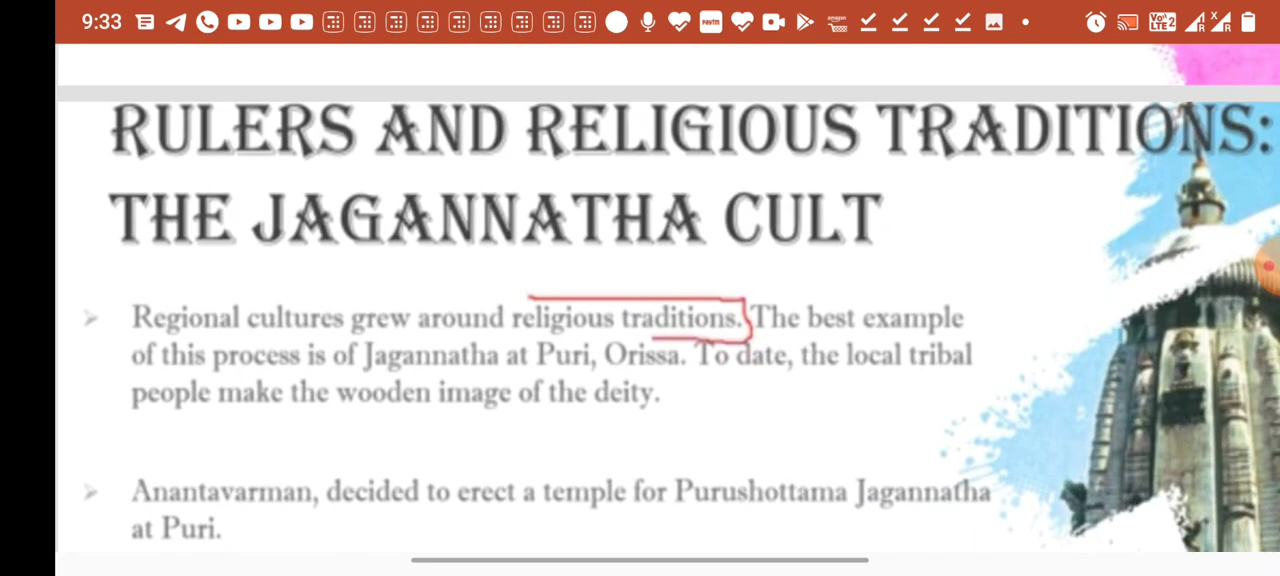 9:33
RULERS AND RELIGIOUS TRADITIONS:
THE JAGANNATHA CULT
Regional cultures grew around religious traditions. The best example
of this process is of Jagannatha at Puri, Orissa. To date, the local tribal
people make the wooden image of the deity.
Anantavarman, decided to erect a temple for Purushottama Jagannatha
at Puri.